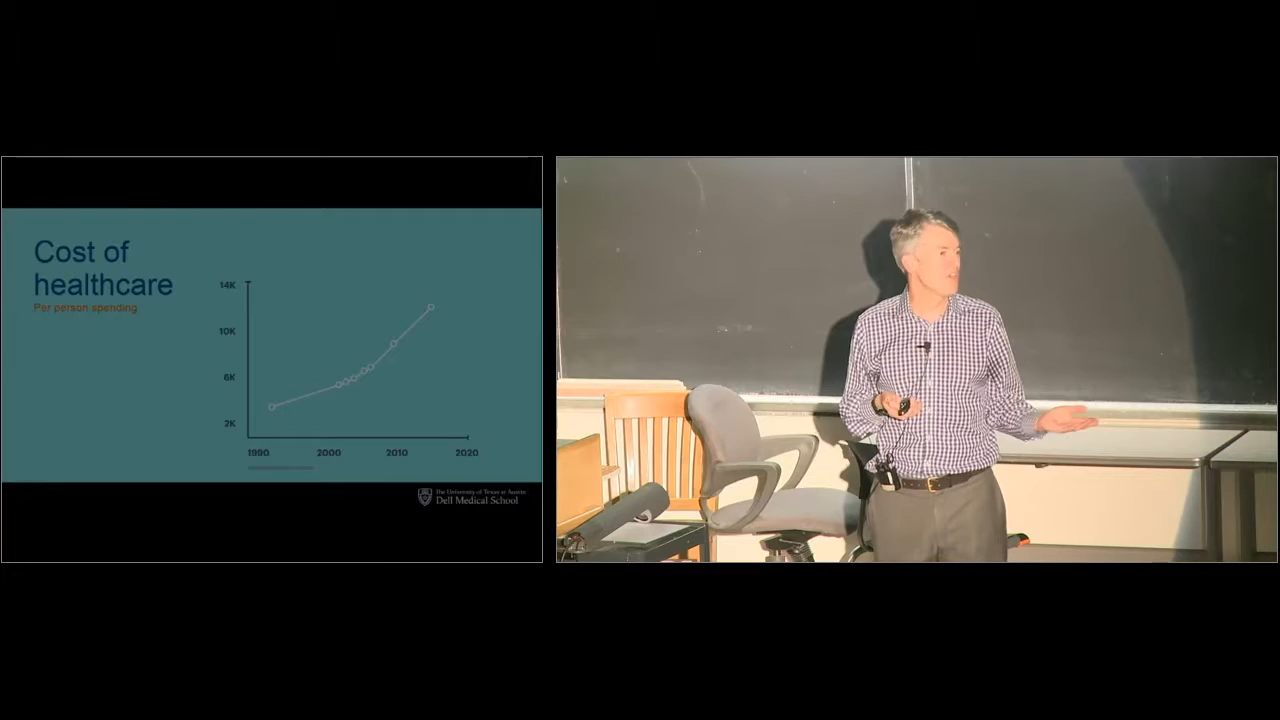 Cost of
healthcare
Per person spending
14K
10K
6K
2K
1990
2000
2010
2020
The University of Texas at Austin
Dell Medical School